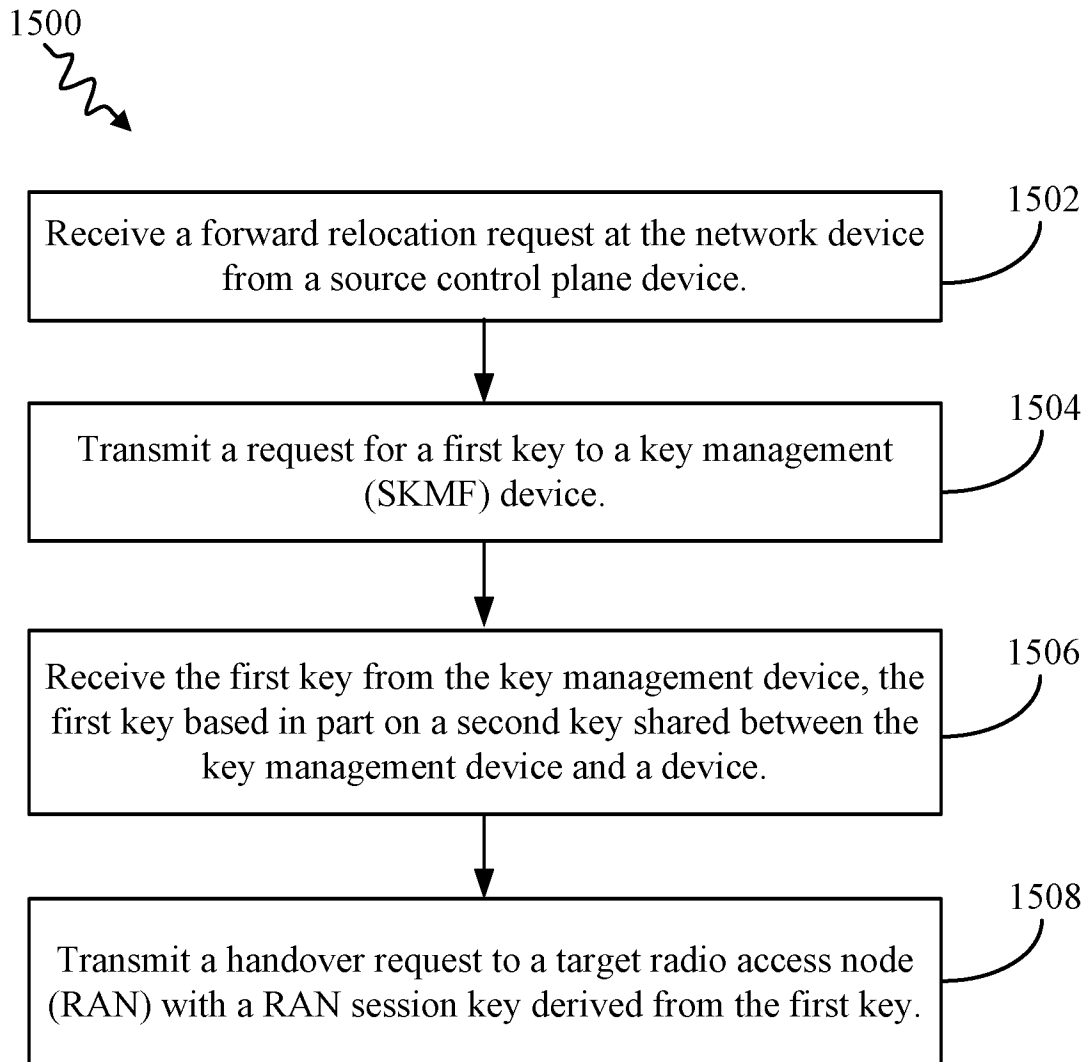 1500
1502
Receive a forward relocation request at the network device
from a source control plane device.
1504
Transmit a request for a first key to a key management
(SKMF) device.
1506
Receive the first key from the key management device, the
first key based in part on a second key shared between the
key management device and a device.
1508
Transmit a handover request to a target radio access node
(RAN) with a RAN session key derived from the first key.